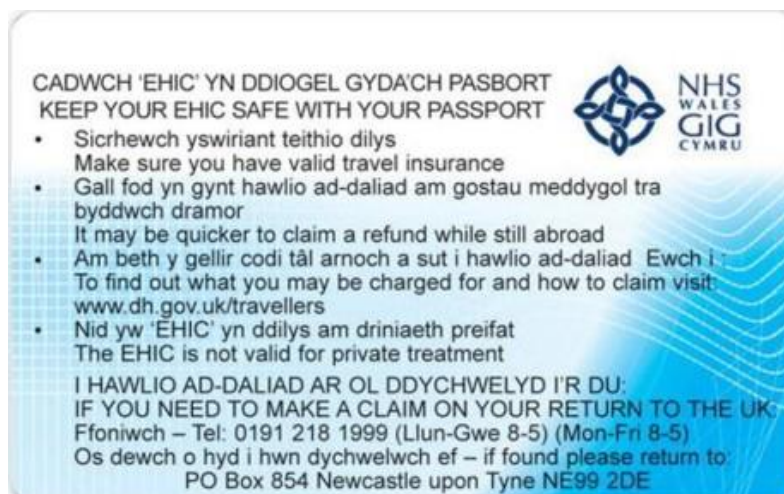 CADWCH 'EHIC' YN DDIOGEL GYDA'CH PASBORT
KEEP YOUR EHIC SAFE WITH YOUR PASSPORT
NHS
WALES
GIG
CYMRU
• Sicrhewch yswiriant teithio dilys
Make sure you have valid travel insurance
• Gall fod yn gynt hawlio ad-daliad am gostau meddygol tra
byddwch dramor
It may be quicker to claim a refund while still abroad
• Am beth y gellir codi tâl arnoch a sut i hawlio ad-daliad Ewch i :
To find out what you may be charged for and how to claim visit:
www.dh.gov.uk/travellers
• Nid yw 'EHIC' yn ddilys am driniaeth preifat
The EHIC is not valid for private treatment
I HAWLIO AD-DALIAD AR OL DDYCHWELYD I'R DU:
IF YOU NEED TO MAKE A CLAIM ON YOUR RETURN TO THE UK:
Ffoniwch – Tel: 0191 218 1999 (Llun-Gwe 8-5) (Mon-Fri 8-5)
Os dewch o hyd i hwn dychwelwch ef – if found please return to:
PO Box 854 Newcastle upon Tyne NE99 2DE